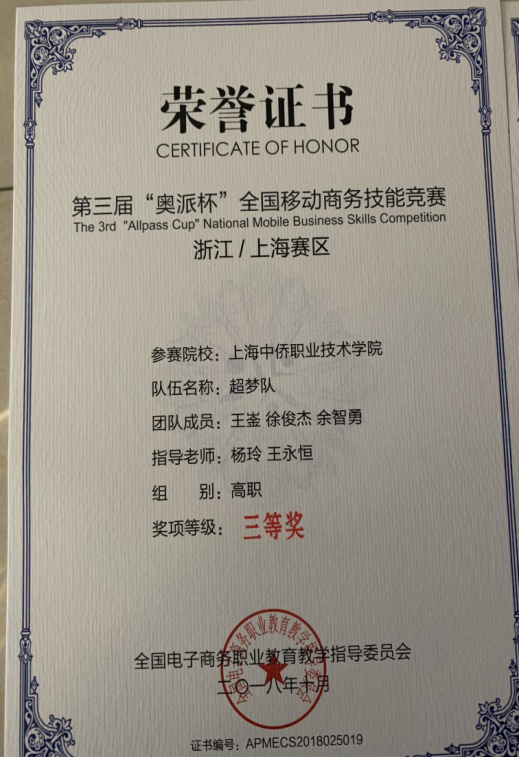 荣誉证书
CERTIFICATE OF HONOR
第三届“奥派杯”全国移动商务技能竞赛
The 3rd "Allpass Cup" National Mobile Business Skills Competition
浙江 / 上海赛区
参赛院校：上海中侨职业技术学院
队伍名称：超梦队
团队成员：王崟 徐俊杰 余智勇
指导老师：杨玲 王永恒
组 别：高职
奖项等级：三等奖
全国电子商务职业教育教学指导委员会
二〇一八年十月
证书编号：APMECS2018025019